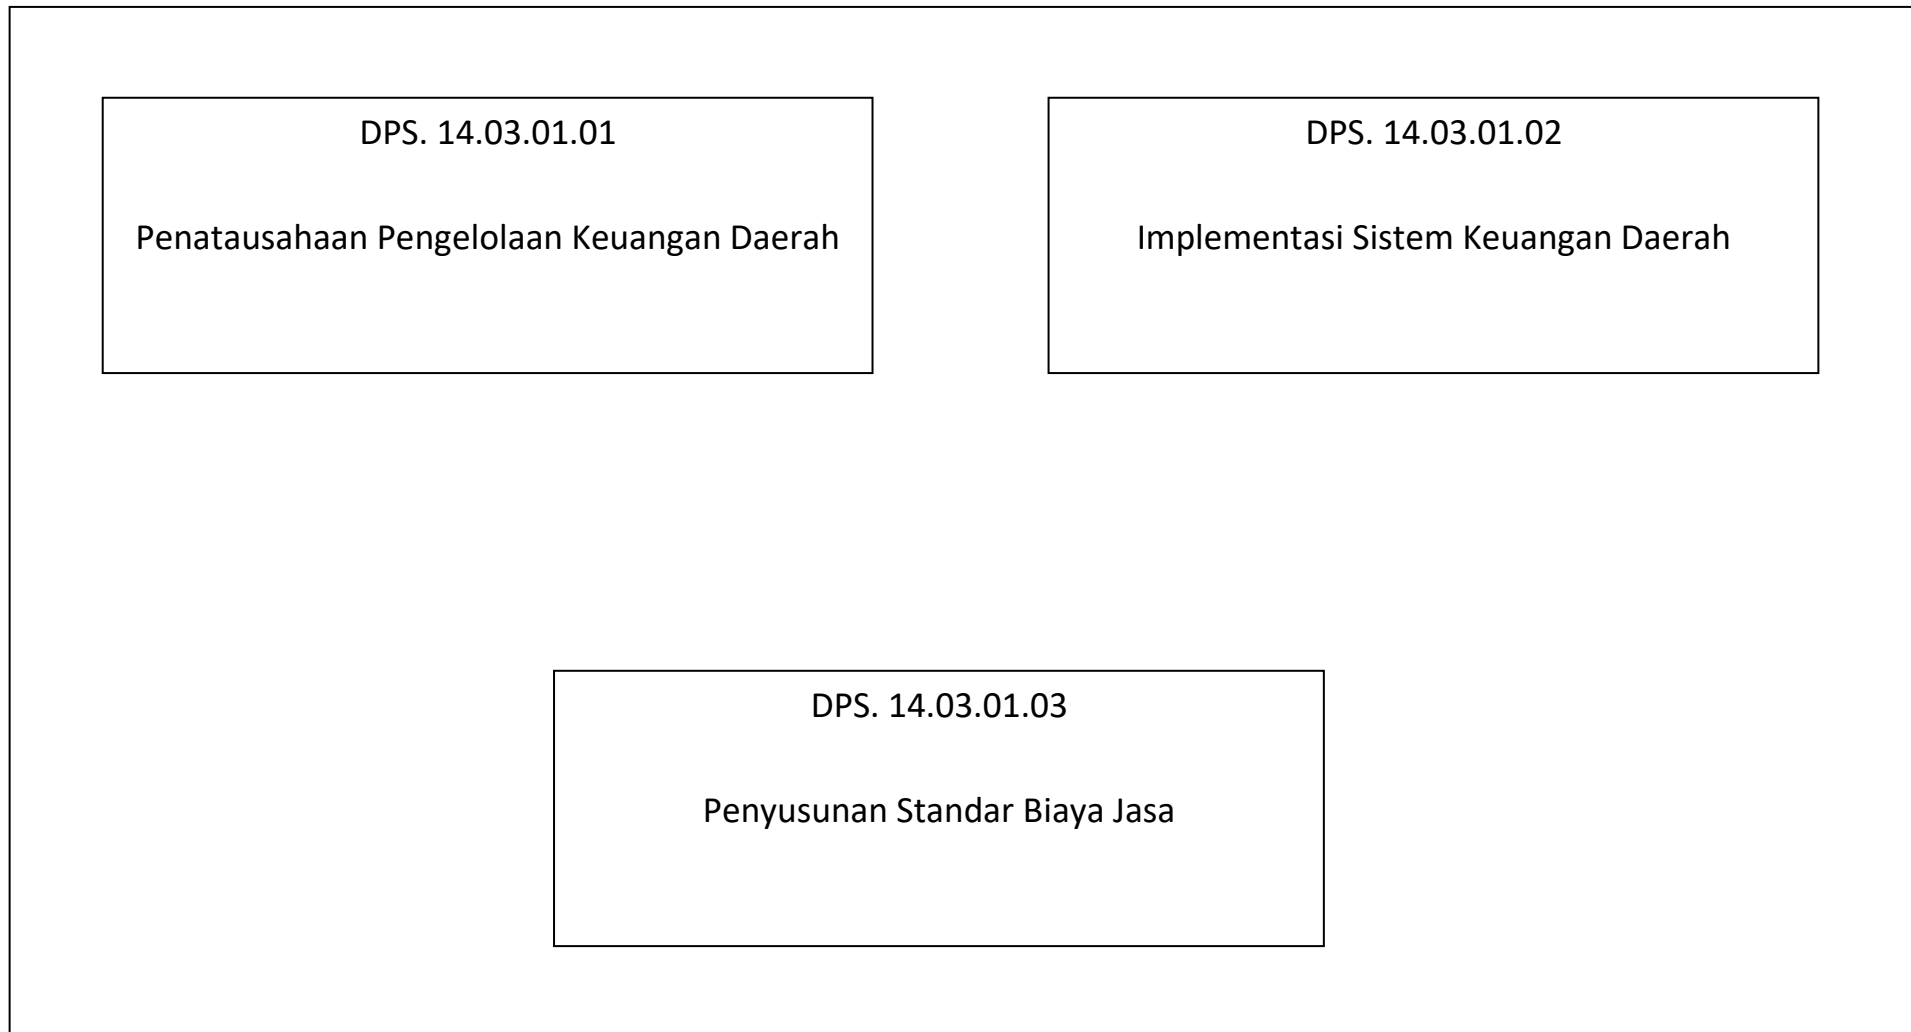 DPS. 14.03.01.01
Penatausahaan Pengelolaan Keuangan Daerah
DPS. 14.03.01.02
Implementasi Sistem Keuangan Daerah
DPS. 14.03.01.03
Penyusunan Standar Biaya Jasa